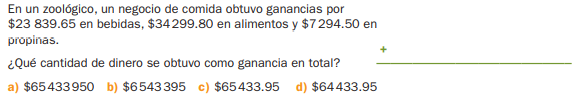 En un zoológico, un negocio de comida obtuvo ganancias por
$23 839.65 en bebidas, $34 299.80 en alimentos y $7 294.50 en
propinas.
+
¿Qué cantidad de dinero se obtuvo como ganancia en total?
a) $65 433 950 b) $6 543 395 c) $65 433.95 d) $64 433.95